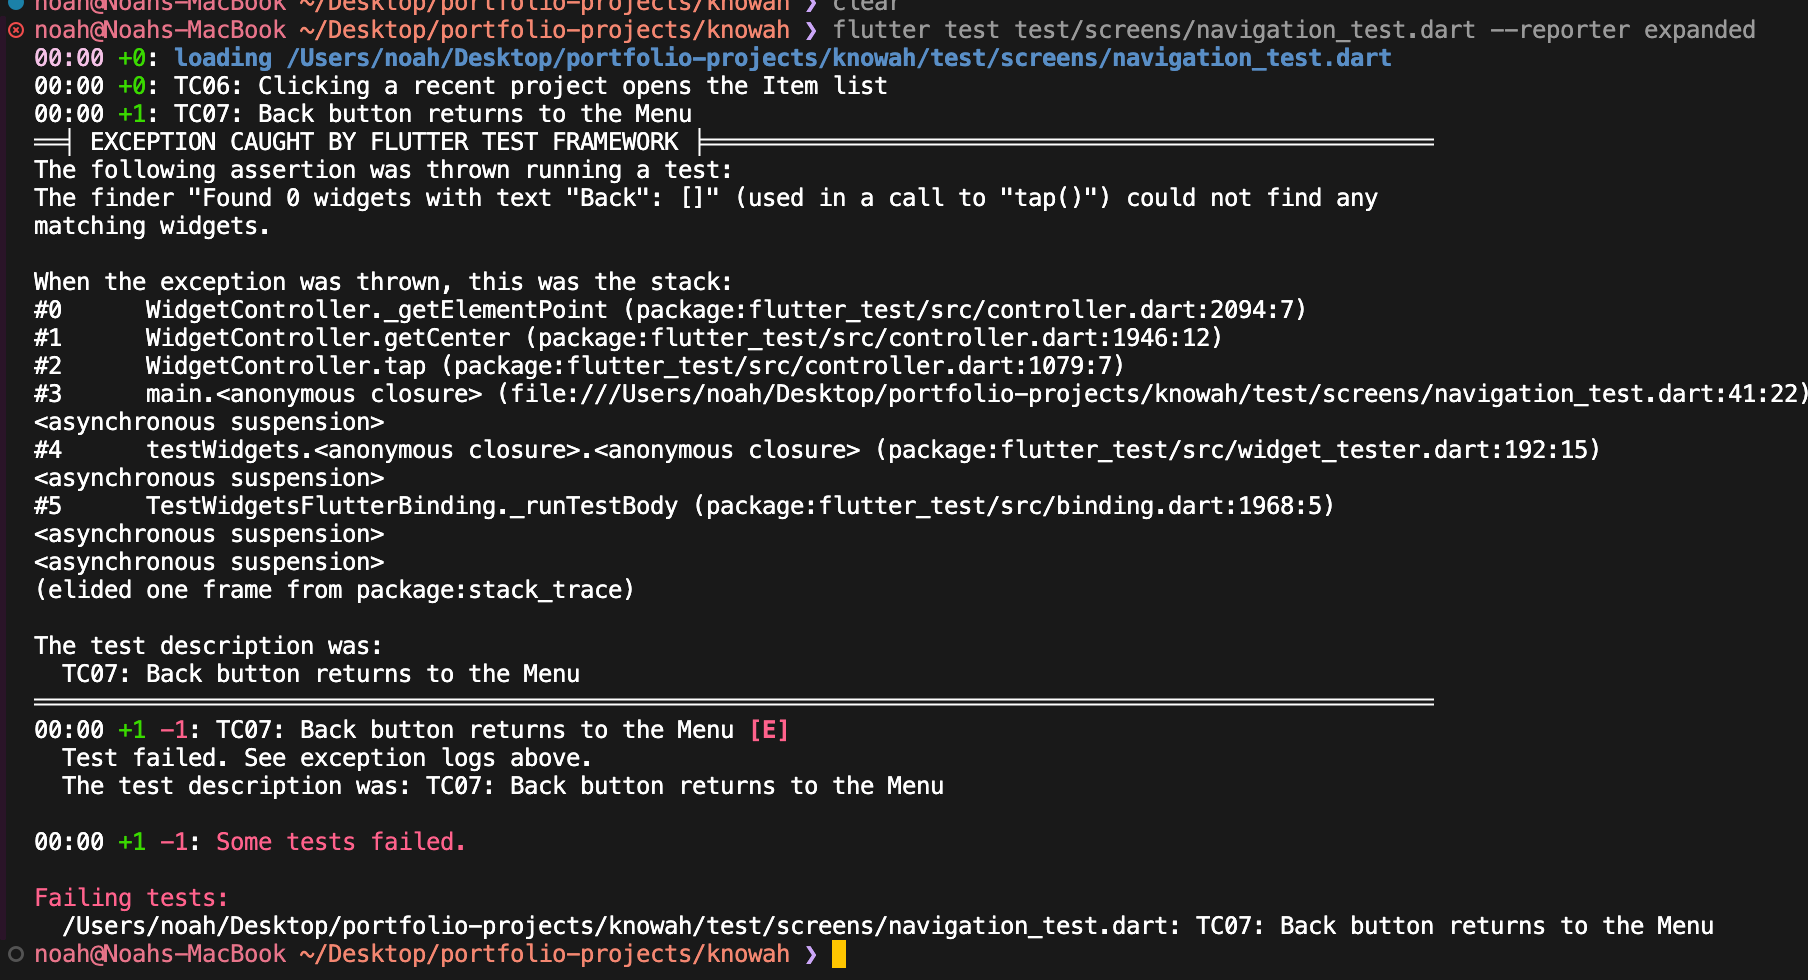 noah@Noahs-MacBook ~/Desktop/portfolio-projects/knowah ❯ clear
noah@Noahs-MacBook ~/Desktop/portfolio-projects/knowah ❯ flutter test test/screens/navigation_test.dart --reporter expanded
00:00 +0: loading /Users/noah/Desktop/portfolio-projects/knowah/test/screens/navigation_test.dart
00:00 +0: TC06: Clicking a recent project opens the Item list
00:00 +1: TC07: Back button returns to the Menu
══╡ EXCEPTION CAUGHT BY FLUTTER TEST FRAMEWORK ╞════════════════════════════════════════════════════
The following assertion was thrown running a test:
The finder "Found 0 widgets with text "Back": []" (used in a call to "tap()") could not find any
matching widgets.
When the exception was thrown, this was the stack:
#0      WidgetController._getElementPoint (package:flutter_test/src/controller.dart:2094:7)
#1      WidgetController.getCenter (package:flutter_test/src/controller.dart:1946:12)
#2      WidgetController.tap (package:flutter_test/src/controller.dart:1079:7)
#3      main.<anonymous closure> (file:///Users/noah/Desktop/portfolio-projects/knowah/test/screens/navigation_test.dart:41:22)
<asynchronous suspension>
#4      testWidgets.<anonymous closure>.<anonymous closure> (package:flutter_test/src/widget_tester.dart:192:15)
<asynchronous suspension>
#5      TestWidgetsFlutterBinding._runTestBody (package:flutter_test/src/binding.dart:1968:5)
<asynchronous suspension>
<asynchronous suspension>
(elided one frame from package:stack_trace)
The test description was:
  TC07: Back button returns to the Menu
════════════════════════════════════════════════════════════════════════════════════════════════════
00:00 +1 -1: TC07: Back button returns to the Menu [E]
  Test failed. See exception logs above.
  The test description was: TC07: Back button returns to the Menu
00:00 +1 -1: Some tests failed.
Failing tests:
  /Users/noah/Desktop/portfolio-projects/knowah/test/screens/navigation_test.dart: TC07: Back button returns to the Menu
noah@Noahs-MacBook ~/Desktop/portfolio-projects/knowah ❯